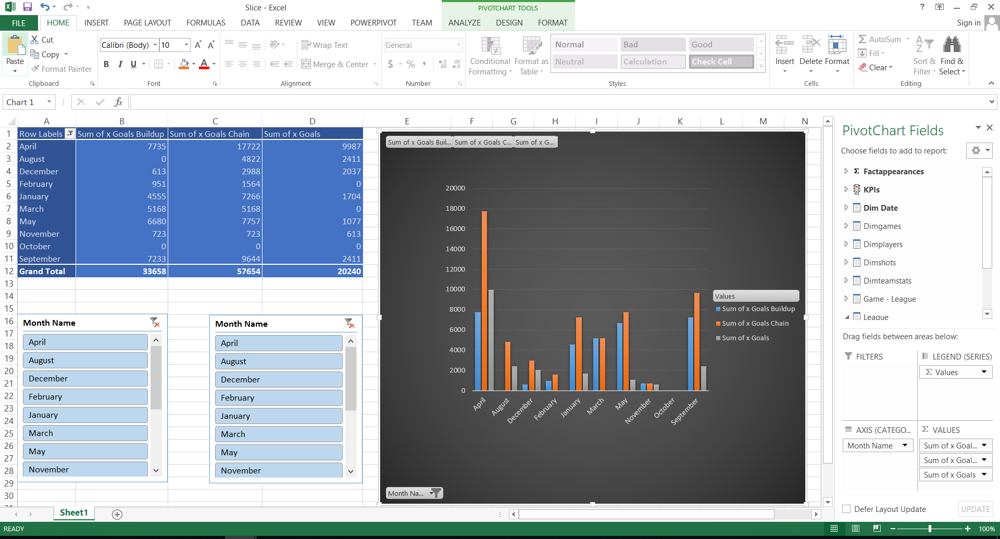 Slice - Excel
PIVOTCHART TOOLS
?
FILE HOME INSERT PAGE LAYOUT FORMULAS DATA REVIEW VIEW POWERPIVOT TEAM ANALYZE DESIGN FORMAT Sign in
Paste
Cut
Copy
Format Painter
Clipboard
Calibri (Body) 10
B I U A
Font
Wrap Text
Merge & Center
Alignment
General
$ % ,
Number
Conditional Formatting
Format as Table
Normal Bad Good
Neutral Calculation Check Cell
Styles
Insert Delete Format
Cells
AutoSum
Fill
Clear
Sort & Filter
Find & Select
Editing
Chart 1 fx
A B C D E F G H I J K L M N
1 Row Labels Sum of x Goals Buildup Sum of x Goals Chain Sum of x Goals
2 April 7735 17722 9987
3 August 0 4822 2411
4 December 613 2988 2037
5 February 951 1564 0
6 January 4555 7266 1704
7 March 5168 5168 0
8 May 6680 7757 1077
9 November 723 723 613
10 October 0 0 0
11 September 7233 9644 2411
12 Grand Total 33658 57654 20240
13
14
15
16
17
18
19
20
21
22
23
24
25
26
27
28
29
30
Month Name
April
August
December
February
January
March
May
November
Month Name
April
August
December
February
January
March
May
November
Sum of x Goals Buil... Sum of x Goals C... Sum of x G...
20000
18000
16000
14000
12000
10000
8000
6000
4000
2000
0
April August December February January March May November October September
Values
Sum of x Goals Buildup
Sum of x Goals Chain
Sum of x Goals
Month Na...
PivotChart Fields
Choose fields to add to report:
Σ Factappearances
KPIs
Dim Date
Dimgames
Dimplayers
Dimshots
Dimteamstats
Game - League
League
Drag fields between areas below:
FILTERS
LEGEND (SERIES)
Σ Values
AXIS (CATEGO...
Month Name
Σ VALUES
Sum of x Goal...
Sum of x Goal...
Sum of x Goals
Defer Layout Update UPDATE
Sheet1
READY 100%